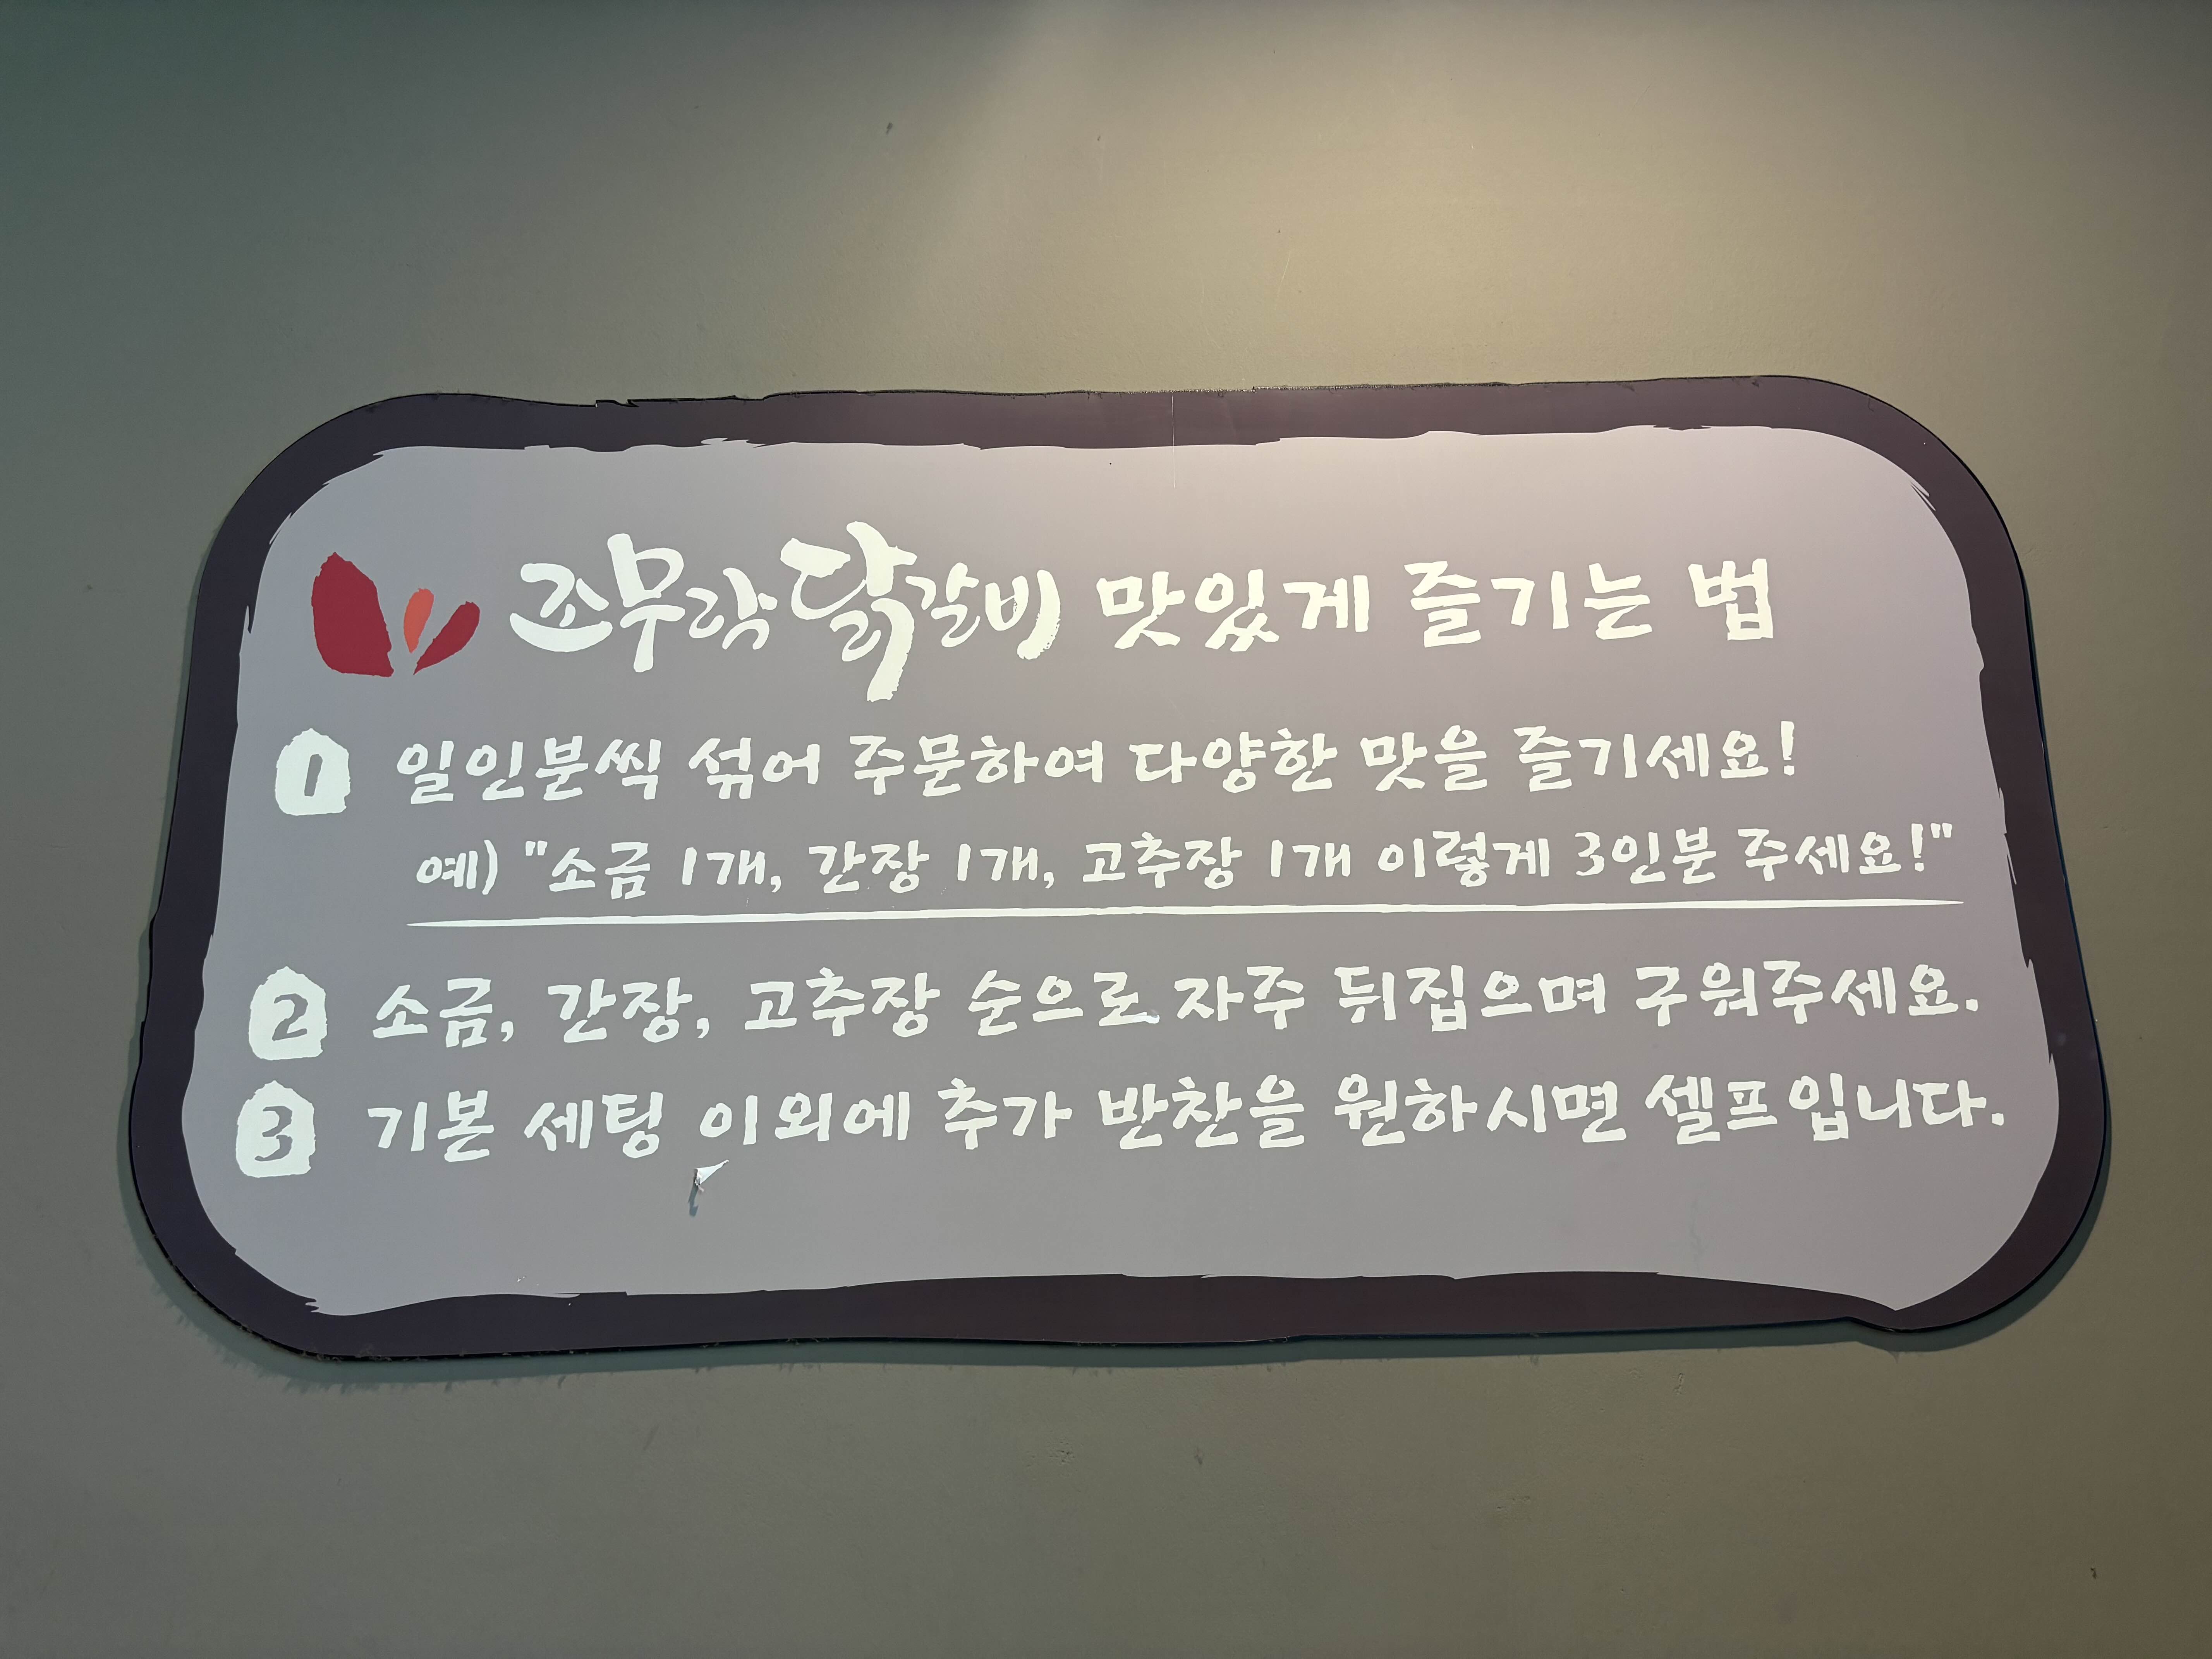 조무락닭갈비 맛있게 즐기는 법
1 일인분씩 섞어 주문하여 다양한 맛을 즐기세요!
예) "소금 1개, 간장 1개, 고추장 1개 이렇게 3인분 주세요!"
2 소금, 간장, 고추장 순으로 자주 뒤집으며 구워주세요.
3 기본 세팅 이외에 추가 반찬을 원하시면 셀프입니다.